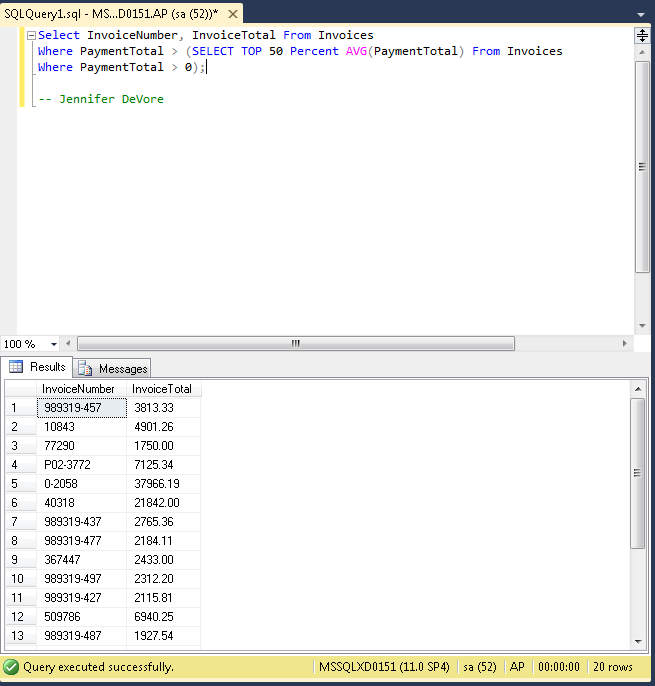 SQLQuery1.sql - MS...D0151.AP (sa (52))*
Select InvoiceNumber, InvoiceTotal From Invoices
Where PaymentTotal > (SELECT TOP 50 Percent AVG(PaymentTotal) From Invoices
Where PaymentTotal > 0);
-- Jennifer DeVore
100 %
Results Messages
InvoiceNumber InvoiceTotal
1 989319-457 3813.33
2 10843 4901.26
3 77290 1750.00
4 P02-3772 7125.34
5 0-2058 37966.19
6 40318 21842.00
7 989319-437 2765.36
8 989319-477 2184.11
9 367447 2433.00
10 989319-497 2312.20
11 989319-427 2115.81
12 509786 6940.25
13 989319-487 1927.54
Query executed successfully. MSSQLXD0151 (11.0 SP4) sa (52) AP 00:00:00 20 rows